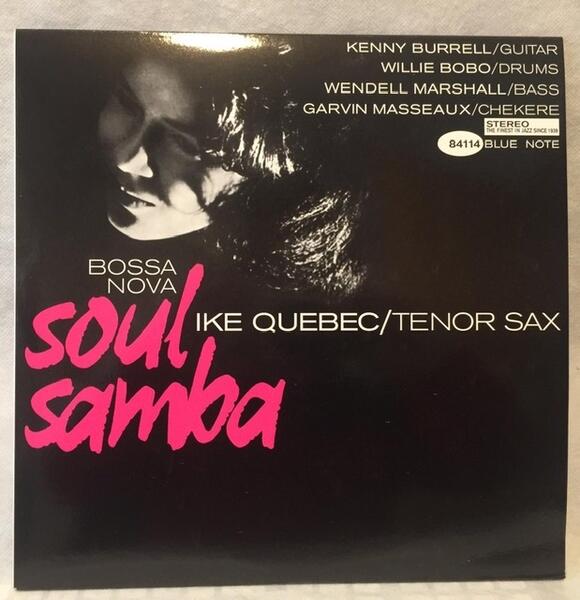 KENNY BURRELL/GUITAR
WILLIE BOBO/DRUMS
WENDELL MARSHALL/BASS
GARVIN MASSEAUX/CHEKERE
STEREO
THE FINEST IN JAZZ SINCE 1939
84114 BLUE NOTE
BOSSA
NOVA
soul
IKE QUEBEC/TENOR SAX
samba